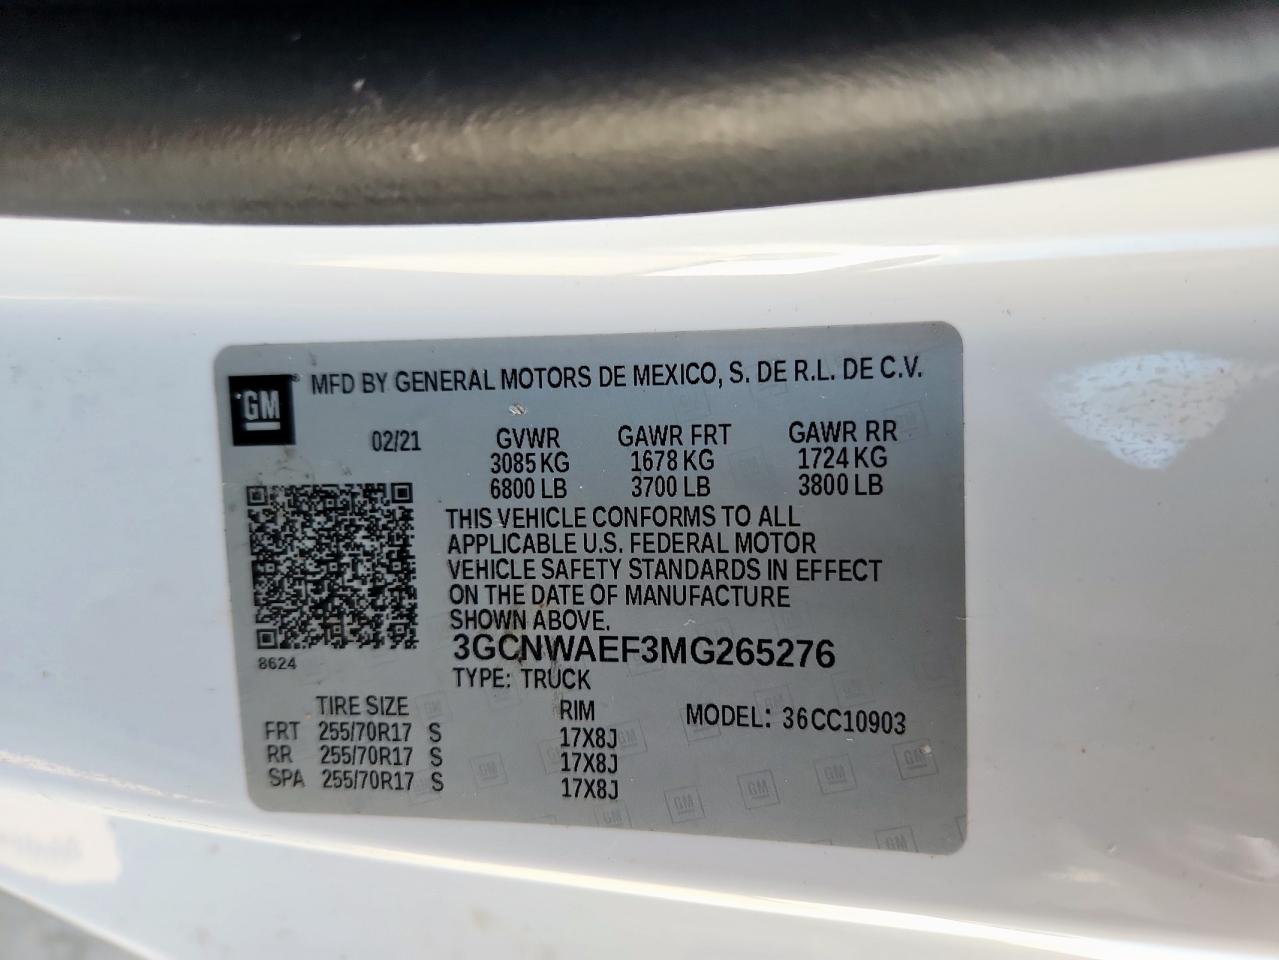 GM
MFD BY GENERAL MOTORS DE MEXICO, S. DE R.L. DE C.V.
02/21 GVWR GAWR FRT GAWR RR
3085 KG 1678 KG 1724 KG
6800 LB 3700 LB 3800 LB
THIS VEHICLE CONFORMS TO ALL
APPLICABLE U.S. FEDERAL MOTOR
VEHICLE SAFETY STANDARDS IN EFFECT
ON THE DATE OF MANUFACTURE
SHOWN ABOVE.
3GCNWAEF3MG265276
8624
TYPE: TRUCK
TIRE SIZE RIM MODEL: 36CC10903
FRT 255/70R17 S 17X8J
RR 255/70R17 S 17X8J
SPA 255/70R17 S 17X8J